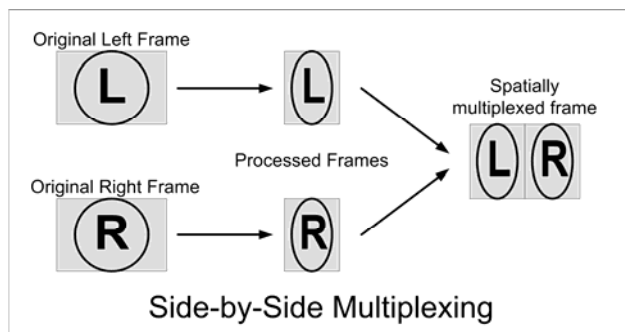 Original Left Frame
L
L
Spatially
multiplexed frame
L R
Processed Frames
Original Right Frame
R
R
Side-by-Side Multiplexing